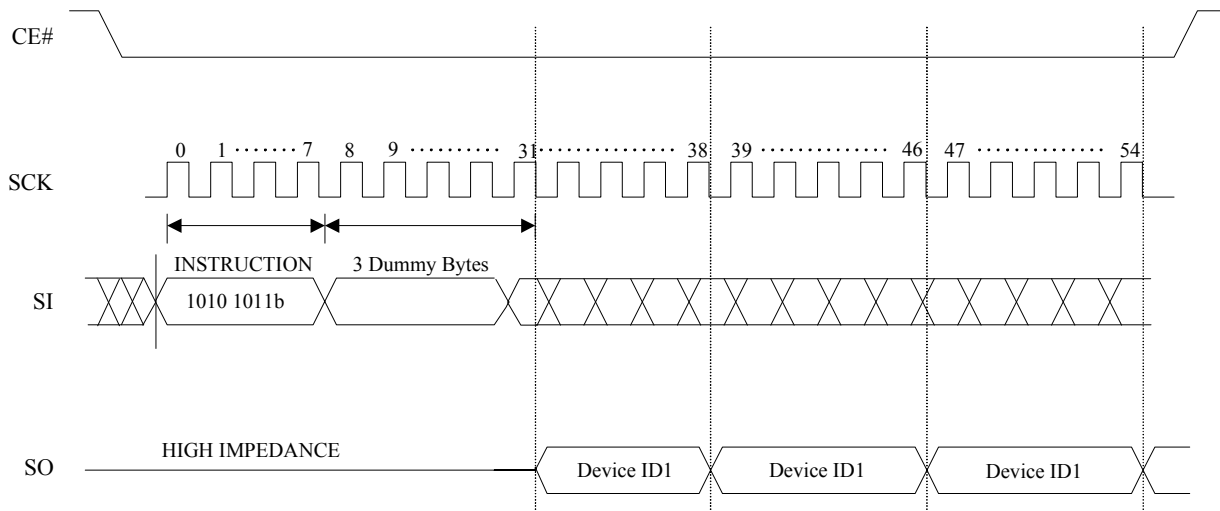 CE#
0 1 ······· 7 8 9 ·········· 31 ·············· 38 39 ············ 46 47 ············ 54
SCK
INSTRUCTION 3 Dummy Bytes
SI 1010 1011b
HIGH IMPEDANCE
SO Device ID1 Device ID1 Device ID1